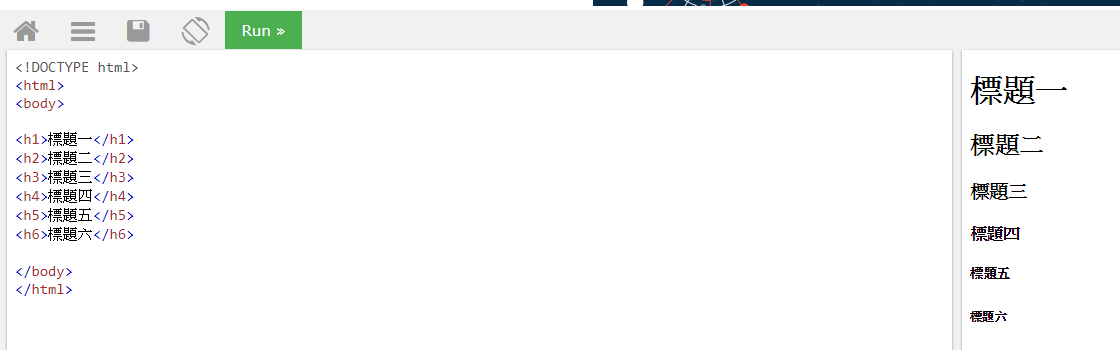 Run »
<!DOCTYPE html>
<html>
<body>
<h1>標題一</h1>
<h2>標題二</h2>
<h3>標題三</h3>
<h4>標題四</h4>
<h5>標題五</h5>
<h6>標題六</h6>
</body>
</html>
標題一
標題二
標題三
標題四
標題五
標題六